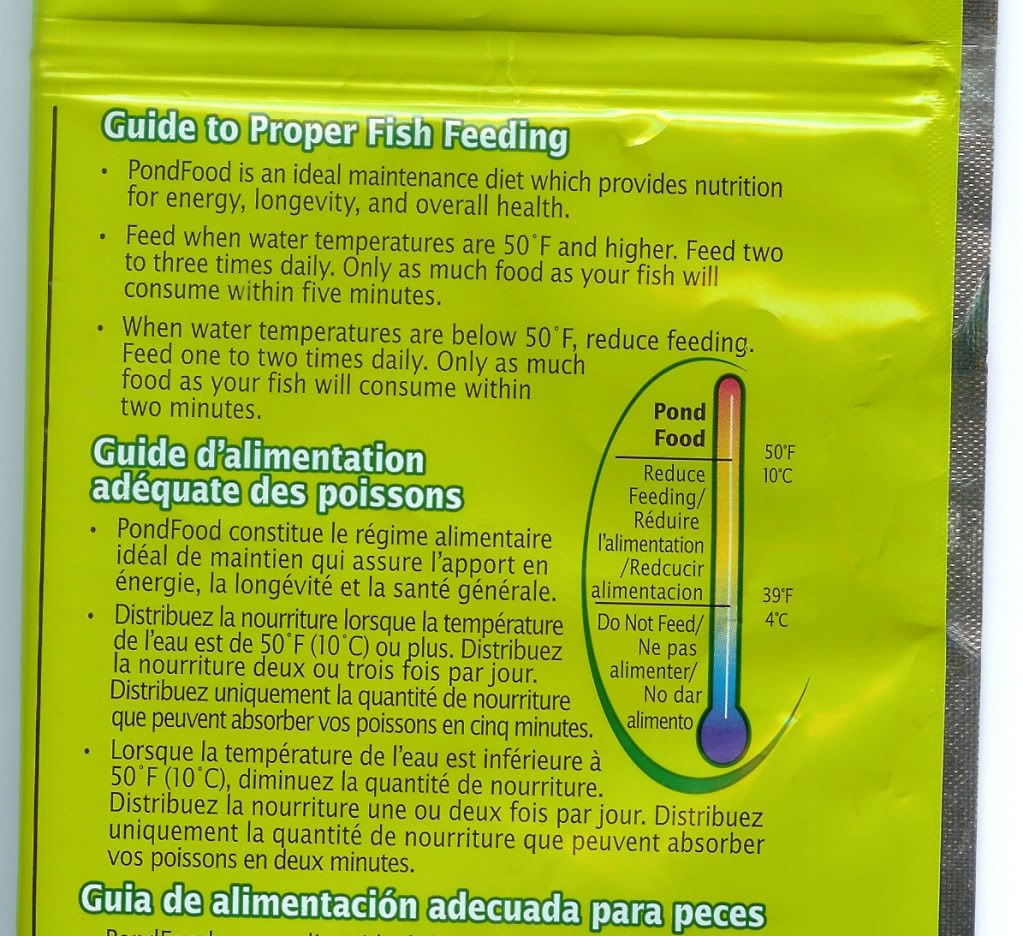 Guide to Proper Fish Feeding
• PondFood is an ideal maintenance diet which provides nutrition
for energy, longevity, and overall health.
• Feed when water temperatures are 50°F and higher. Feed two
to three times daily. Only as much food as your fish will
consume within five minutes.
• When water temperatures are below 50°F, reduce feeding.
Feed one to two times daily. Only as much
food as your fish will consume within
two minutes.
Pond
Food
50°F
10°C
Reduce
Feeding/
Réduire
l'alimentation
/Redcucir
alimentacion
39°F
4°C
Do Not Feed/
Ne pas
alimenter/
No dar
alimento
Guide d'alimentation
adéquate des poissons
• PondFood constitue le régime alimentaire
idéal de maintien qui assure l'apport en
énergie, la longévité et la santé générale.
• Distribuez la nourriture lorsque la température
de l'eau est de 50°F (10°C) ou plus. Distribuez
la nourriture deux ou trois fois par jour.
Distribuez uniquement la quantité de nourriture
que peuvent absorber vos poissons en cinq minutes.
• Lorsque la température de l'eau est inférieure à
50°F (10°C), diminuez la quantité de nourriture.
Distribuez la nourriture une ou deux fois par jour. Distribuez
uniquement la quantité de nourriture que peuvent absorber
vos poissons en deux minutes.
Guia de alimentación adecuada para peces